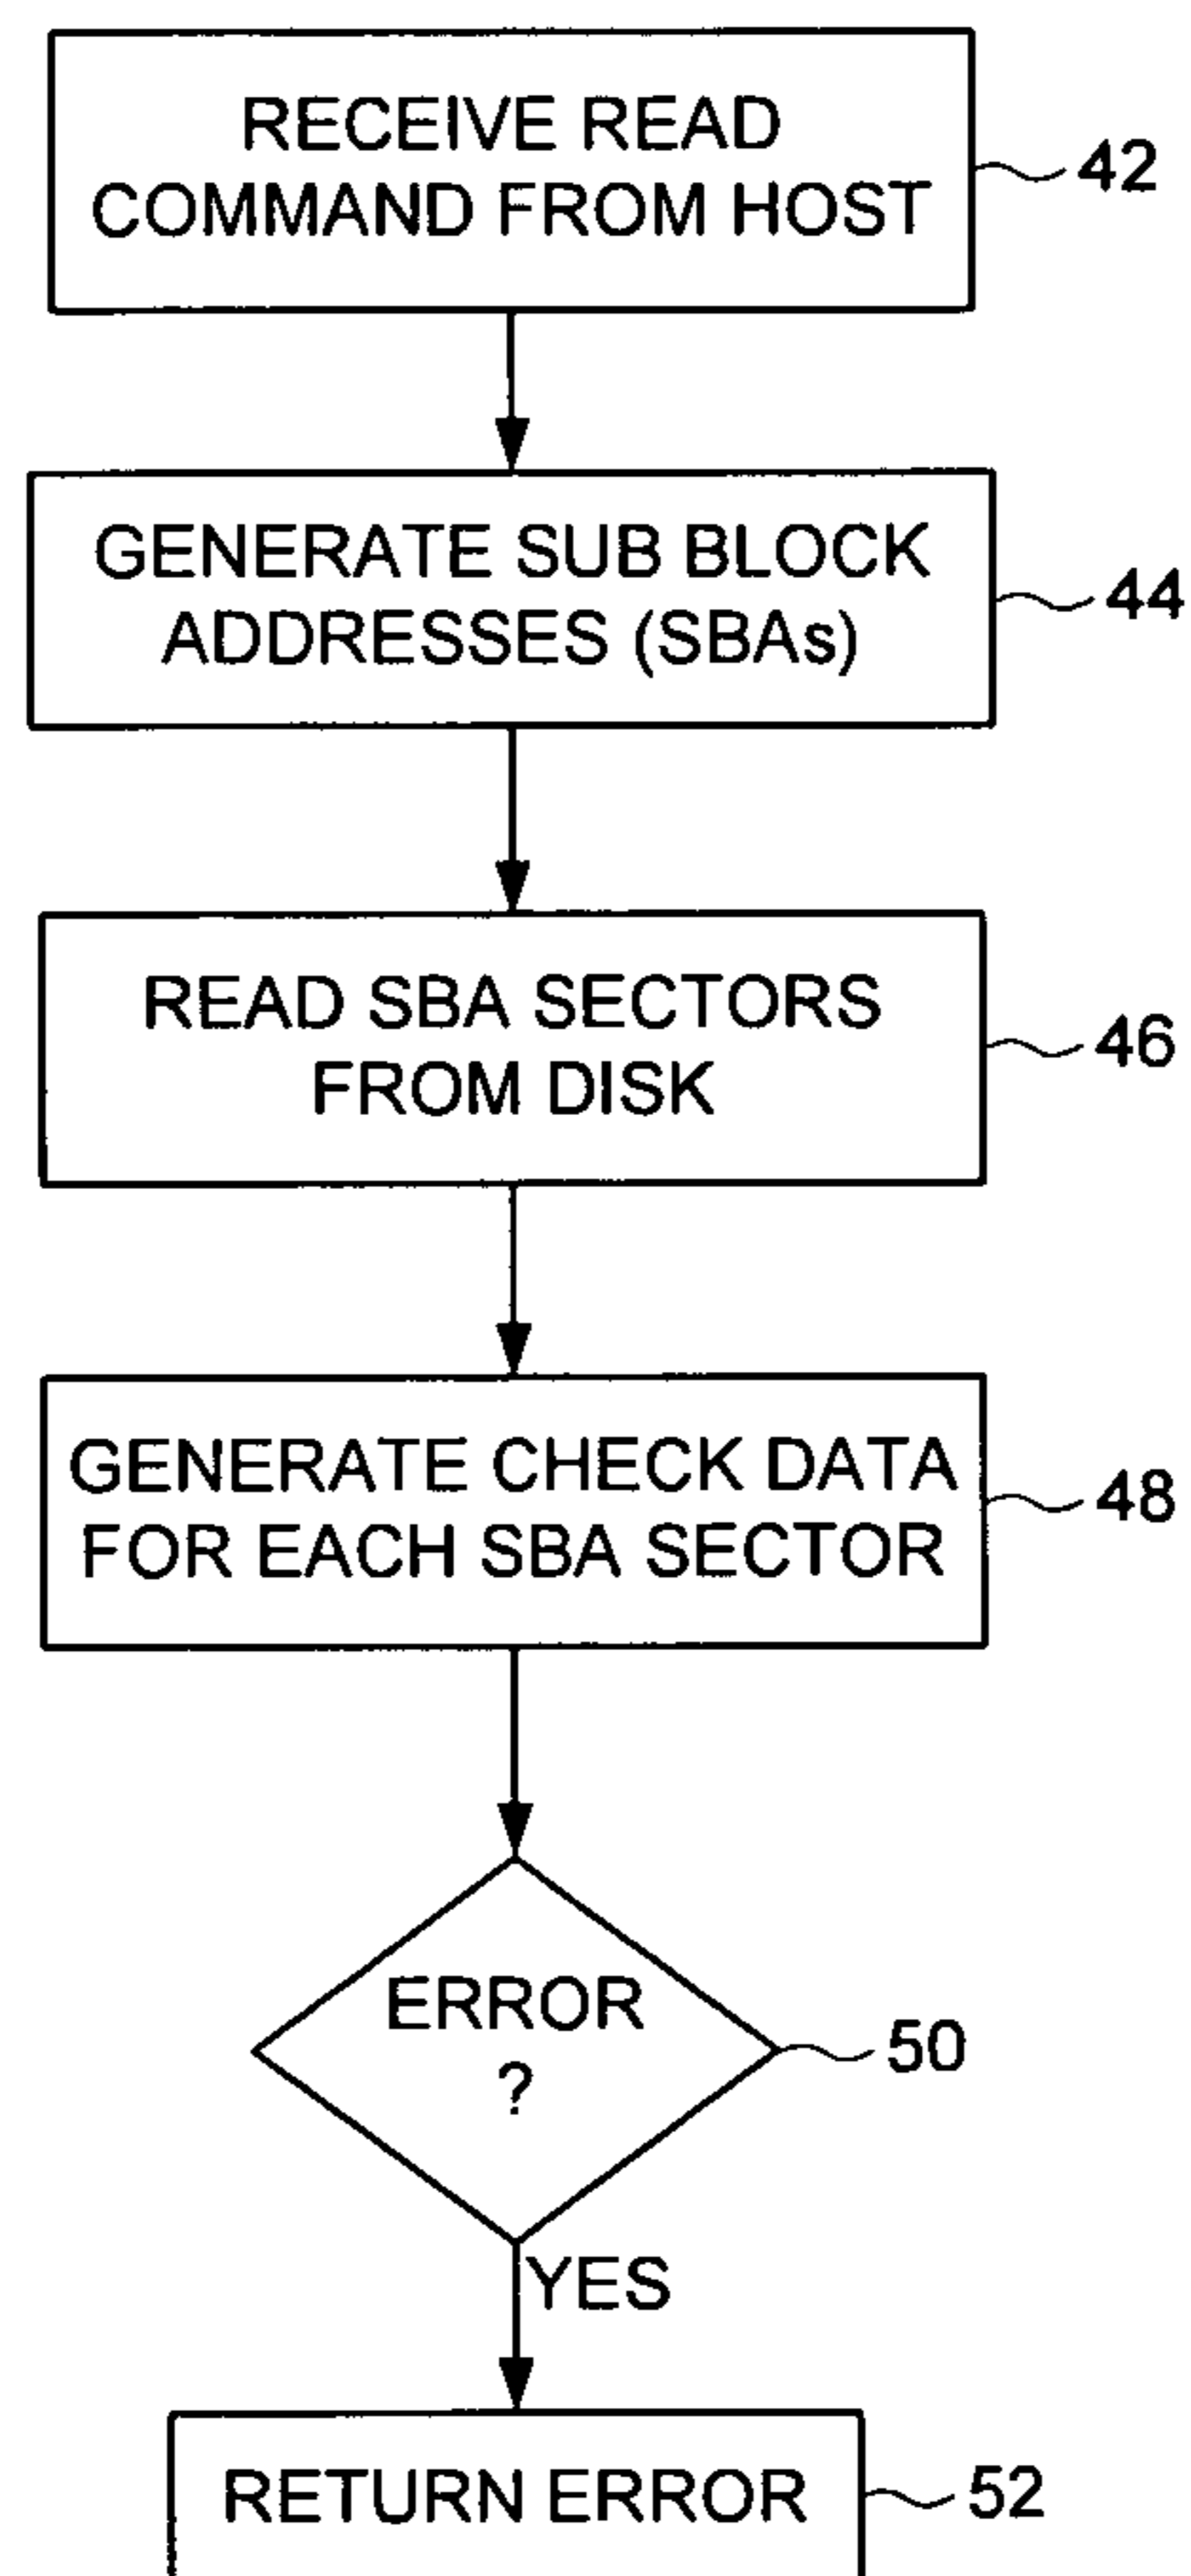 RECEIVE READ
COMMAND FROM HOST
42
GENERATE SUB BLOCK
ADDRESSES (SBAs)
44
READ SBA SECTORS
FROM DISK
46
GENERATE CHECK DATA
FOR EACH SBA SECTOR
48
ERROR
?
50
YES
RETURN ERROR
52